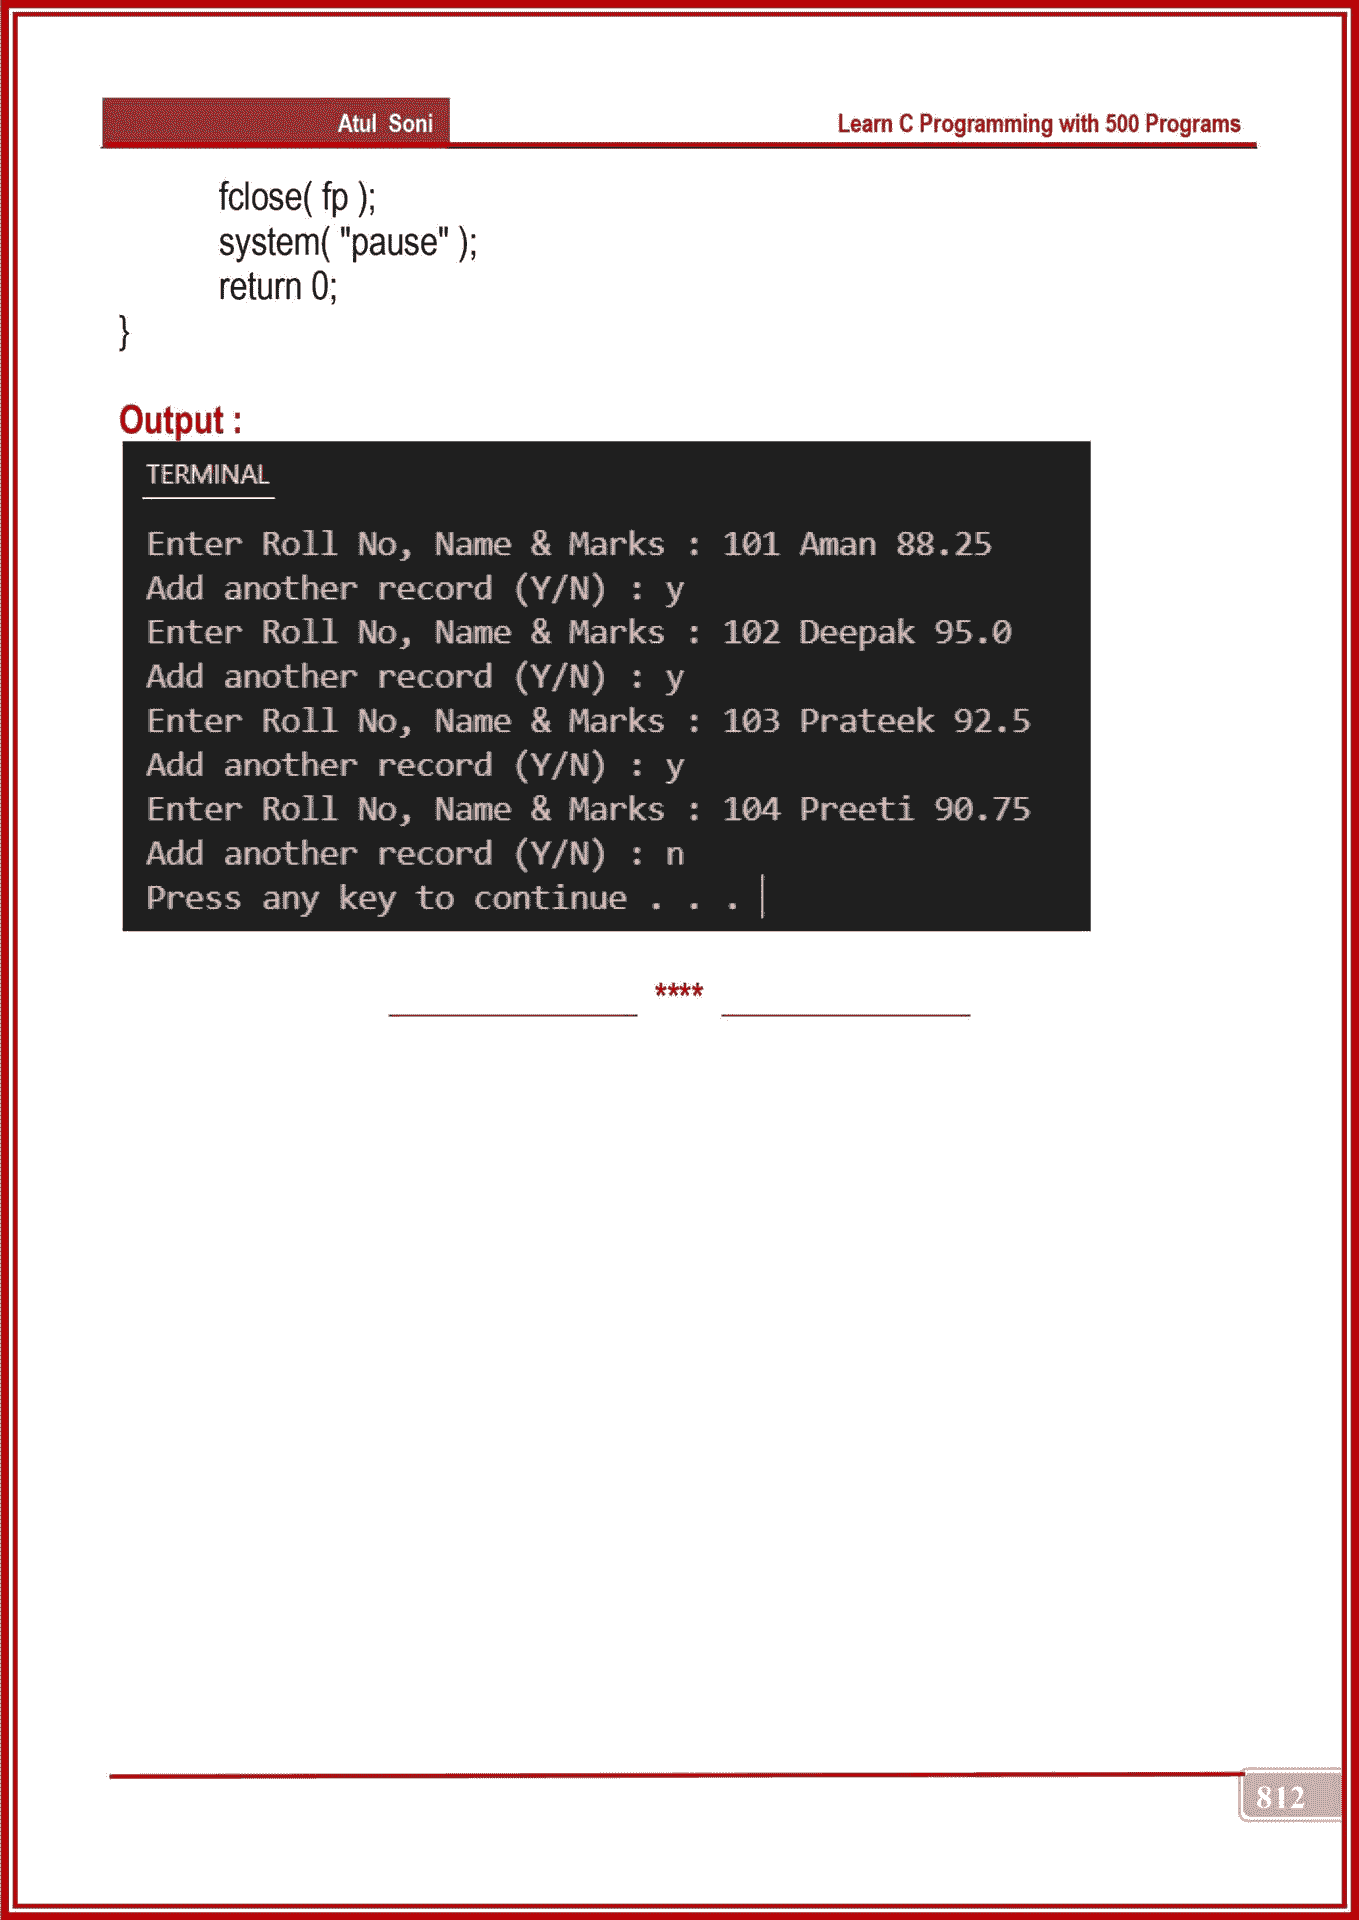 Atul Soni
Learn C Programming with 500 Programs
fclose( fp );
system( "pause" );
return 0;
}
Output :
TERMINAL
Enter Roll No, Name & Marks : 101 Aman 88.25
Add another record (Y/N) : y
Enter Roll No, Name & Marks : 102 Deepak 95.0
Add another record (Y/N) : y
Enter Roll No, Name & Marks : 103 Prateek 92.5
Add another record (Y/N) : y
Enter Roll No, Name & Marks : 104 Preeti 90.75
Add another record (Y/N) : n
Press any key to continue . . .
****
812